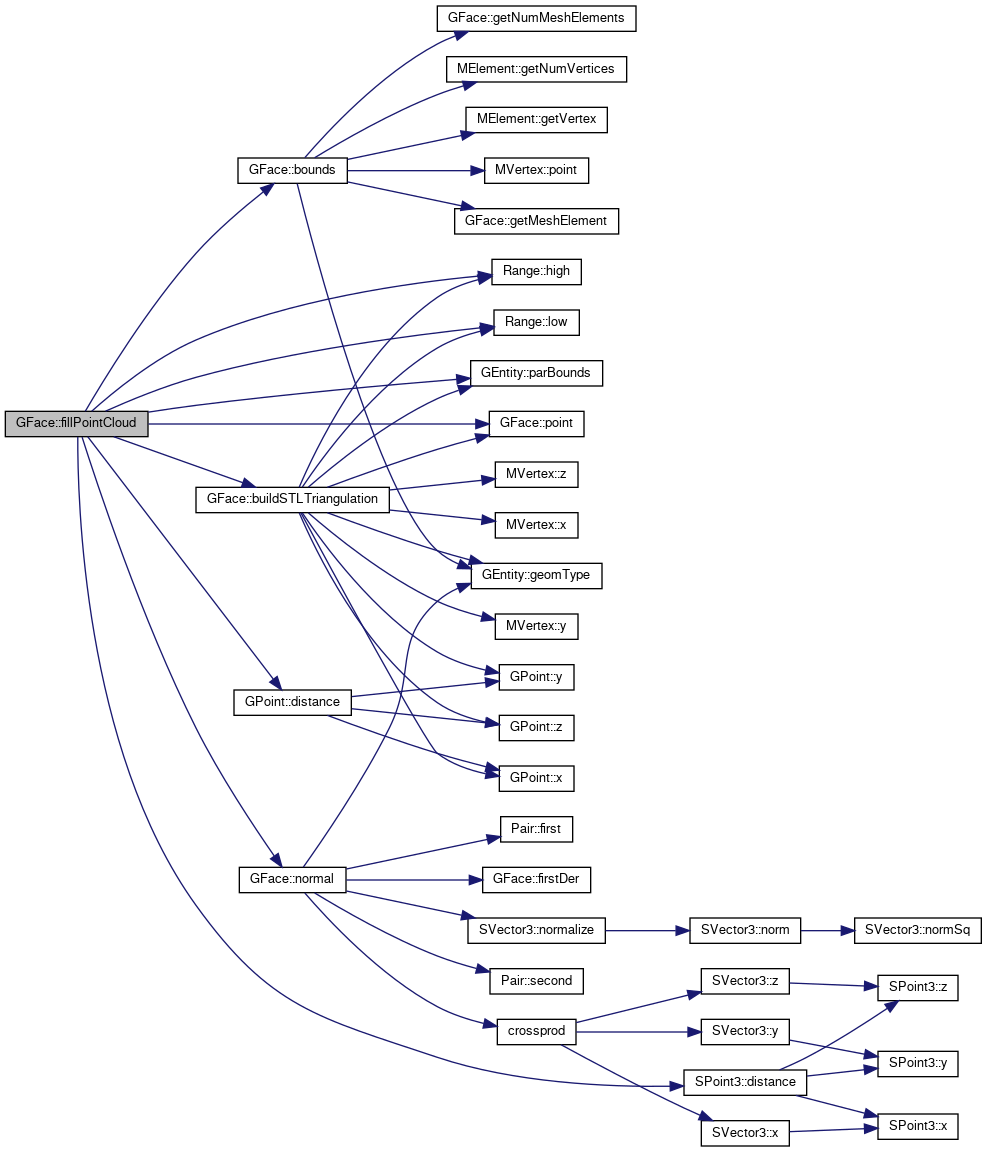 GFace::getNumMeshElements
MElement::getNumVertices
MElement::getVertex
GFace::bounds
MVertex::point
GFace::getMeshElement
Range::high
Range::low
GEntity::parBounds
GFace::fillPointCloud
GFace::point
MVertex::z
GFace::buildSTLTriangulation
MVertex::x
GEntity::geomType
MVertex::y
GPoint::y
GPoint::distance
GPoint::z
GPoint::x
Pair::first
GFace::normal
GFace::firstDer
SVector3::normalize
SVector3::norm
SVector3::normSq
Pair::second
SVector3::z
SPoint3::z
crossprod
SVector3::y
SPoint3::y
SPoint3::distance
SVector3::x
SPoint3::x